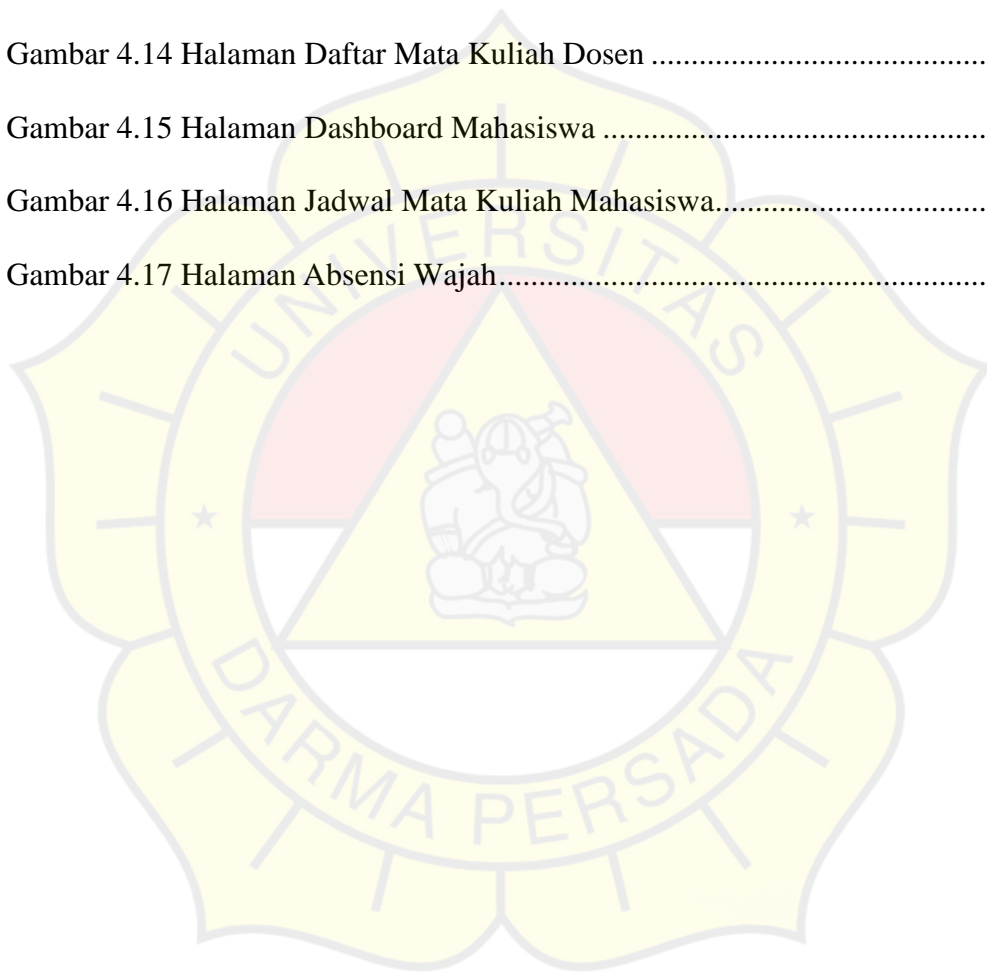 Gambar 4.14 Halaman Daftar Mata Kuliah Dosen ..........................................
Gambar 4.15 Halaman Dashboard Mahasiswa ................................................
Gambar 4.16 Halaman Jadwal Mata Kuliah Mahasiswa..................................
Gambar 4.17 Halaman Absensi Wajah.............................................................
UNIVERSITAS
DARMA PERSADA